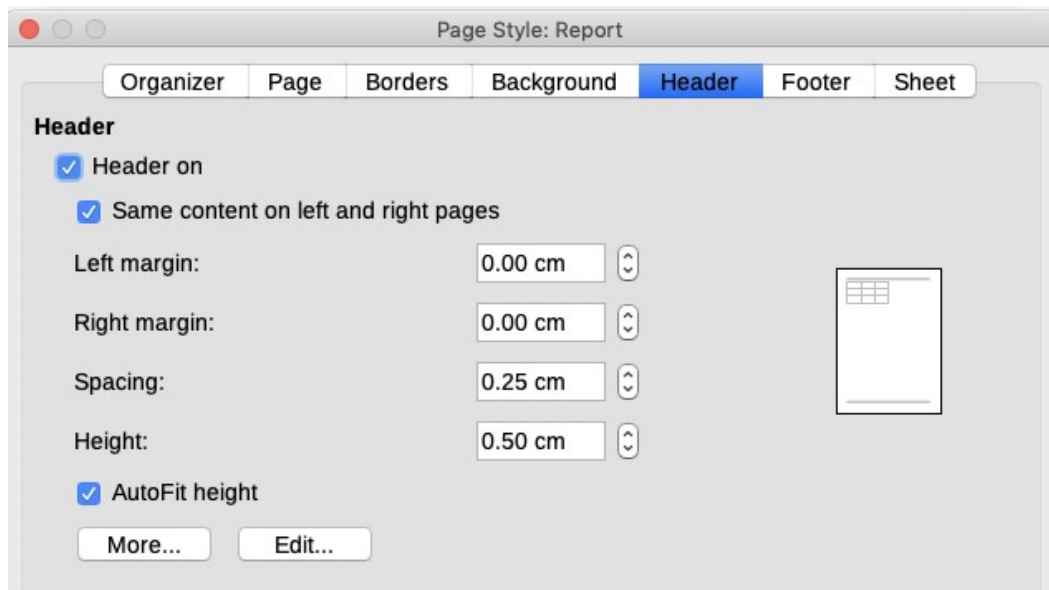 Page Style: Report
Organizer Page Borders Background Header Footer Sheet
Header
Header on
Same content on left and right pages
Left margin: 0.00 cm
Right margin: 0.00 cm
Spacing: 0.25 cm
Height: 0.50 cm
AutoFit height
More... Edit...